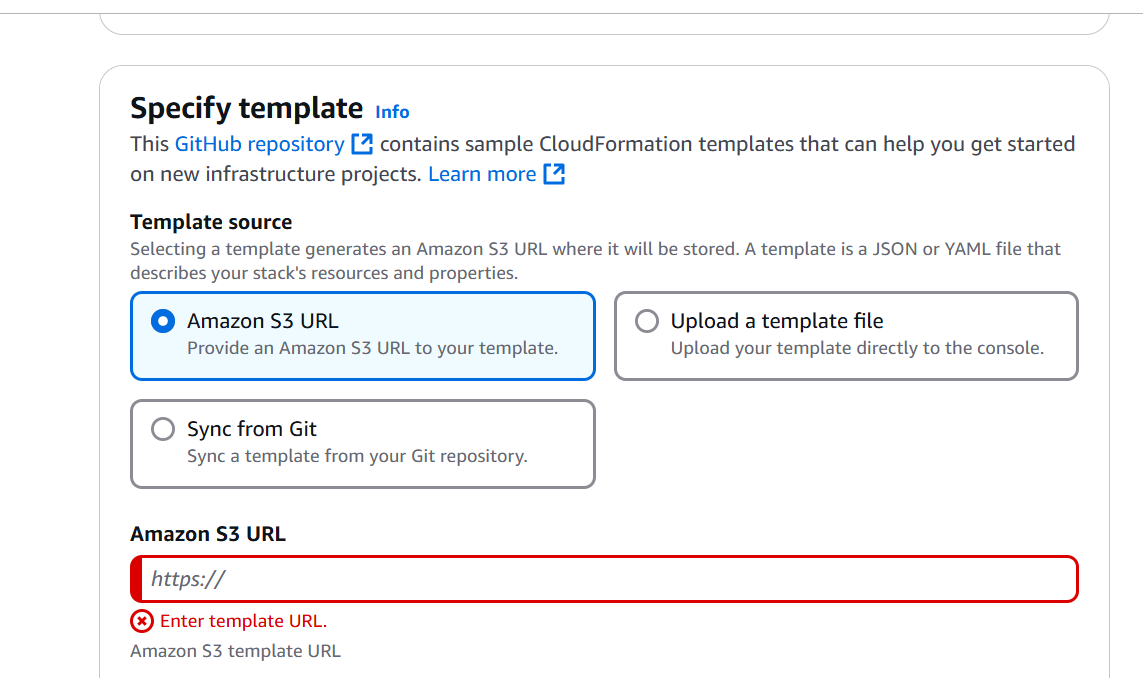 Specify template Info
This GitHub repository contains sample CloudFormation templates that can help you get started
on new infrastructure projects. Learn more
Template source
Selecting a template generates an Amazon S3 URL where it will be stored. A template is a JSON or YAML file that
describes your stack's resources and properties.
Amazon S3 URL
Provide an Amazon S3 URL to your template.
Upload a template file
Upload your template directly to the console.
Sync from Git
Sync a template from your Git repository.
Amazon S3 URL
https://
Enter template URL.
Amazon S3 template URL